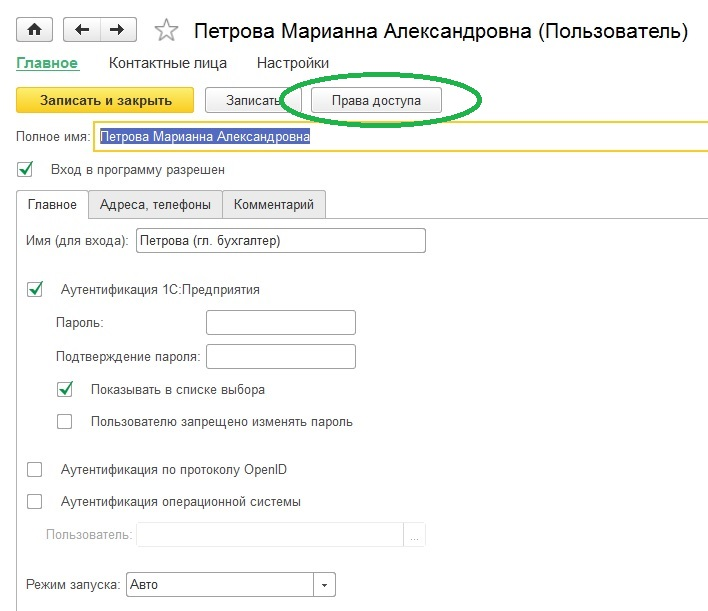 Петрова Марианна Александровна (Пользователь)
Главное Контактные лица Настройки
Записать и закрыть Записать Права доступа
Полное имя: Петрова Марианна Александровна
Вход в программу разрешен
Главное Адреса, телефоны Комментарий
Имя (для входа): Петрова (гл. бухгалтер)
Аутентификация 1С:Предприятия
Пароль:
Подтверждение пароля:
Показывать в списке выбора
Пользователю запрещено изменять пароль
Аутентификация по протоколу OpenID
Аутентификация операционной системы
Пользователь: ...
Режим запуска: Авто